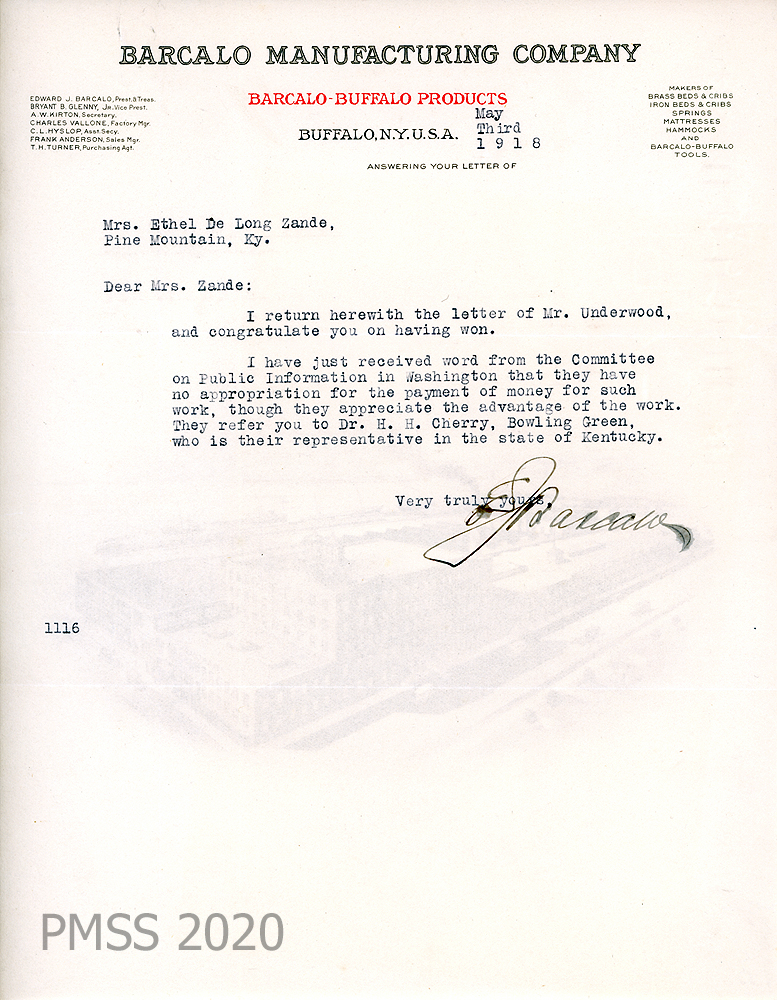 BARCALO MANUFACTURING COMPANY
EDWARD J. BARCALO, Prest. & Treas.
BRYANT B. GLENNY, Jr. Vice Prest.
A.W. KIRTON, Secretary.
CHARLES VALLONE, Factory Mgr.
C.L. HYSLOP, Asst. Secy.
FRANK ANDERSON, Sales Mgr.
T.H. TURNER, Purchasing Agt.
BARCALO-BUFFALO PRODUCTS
BUFFALO, N.Y. U.S.A.
May
Third
1 9 1 8
MAKERS OF
BRASS BEDS & CRIBS
IRON BEDS & CRIBS
SPRINGS
MATTRESSES
HAMMOCKS
AND
BARCALO-BUFFALO
TOOLS.
ANSWERING YOUR LETTER OF
Mrs. Ethel De Long Zande,
Pine Mountain, Ky.
Dear Mrs. Zande:
I return herewith the letter of Mr. Underwood,
and congratulate you on having won.
I have just received word from the Committee
on Public Information in Washington that they have
no appropriation for the payment of money for such
work, though they appreciate the advantage of the work.
They refer you to Dr. H. H. Cherry, Bowling Green,
who is their representative in the state of Kentucky.
Very truly yours,
E J Barcalo
1116
PMSS 2020